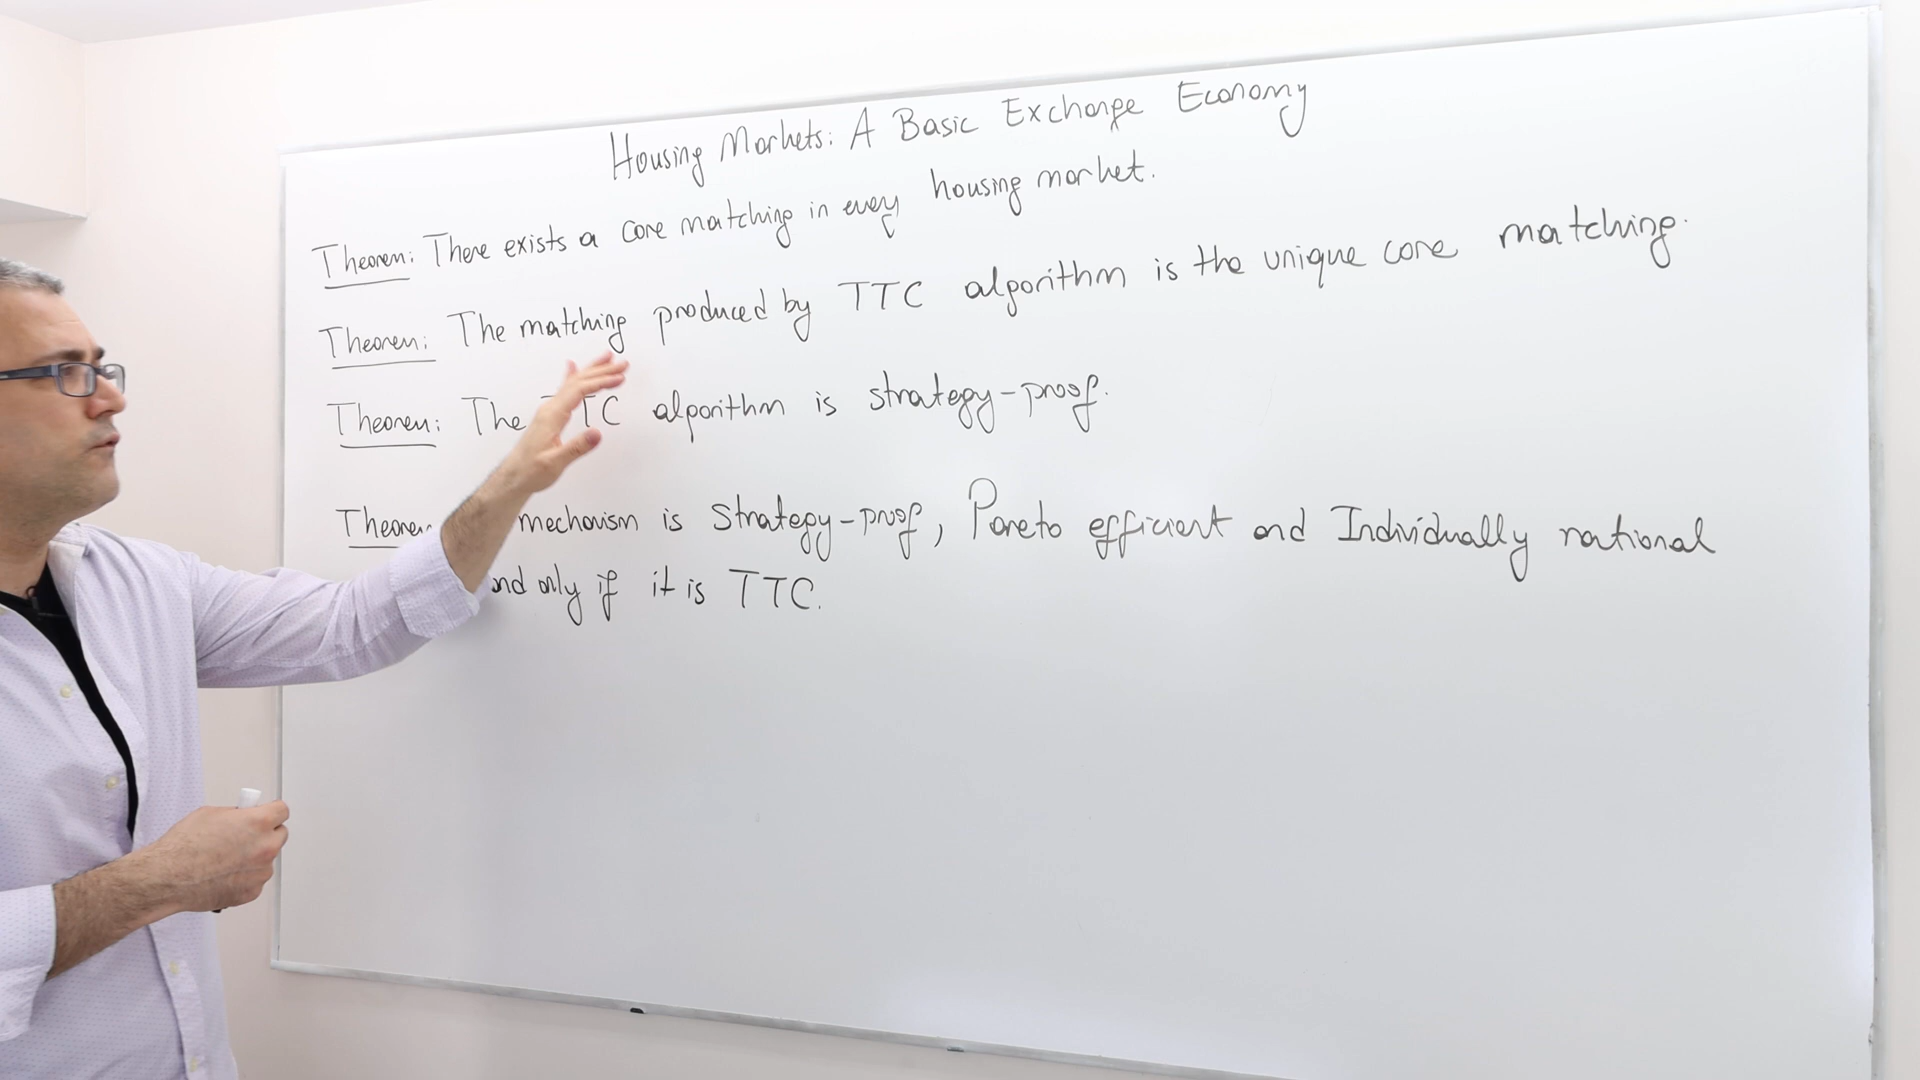 Housing Markets: A Basic Exchange Economy
Theorem: There exists a core matching in every housing market.
Theorem: The matching produced by TTC algorithm is the unique core matching.
Theorem: The TTC algorithm is strategy-proof.
Theorem mechanism is strategy-proof, Pareto efficient and Individually rational
and only if it is TTC.